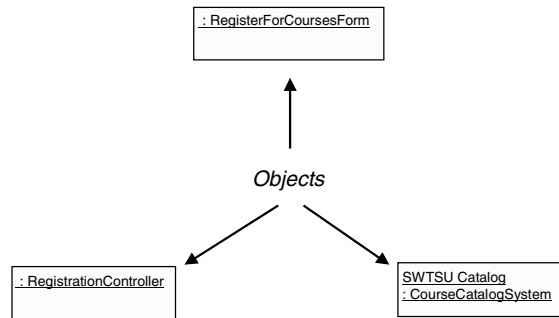 : RegisterForCoursesForm
Objects
: RegistrationController
SWTSU Catalog
: CourseCatalogSystem